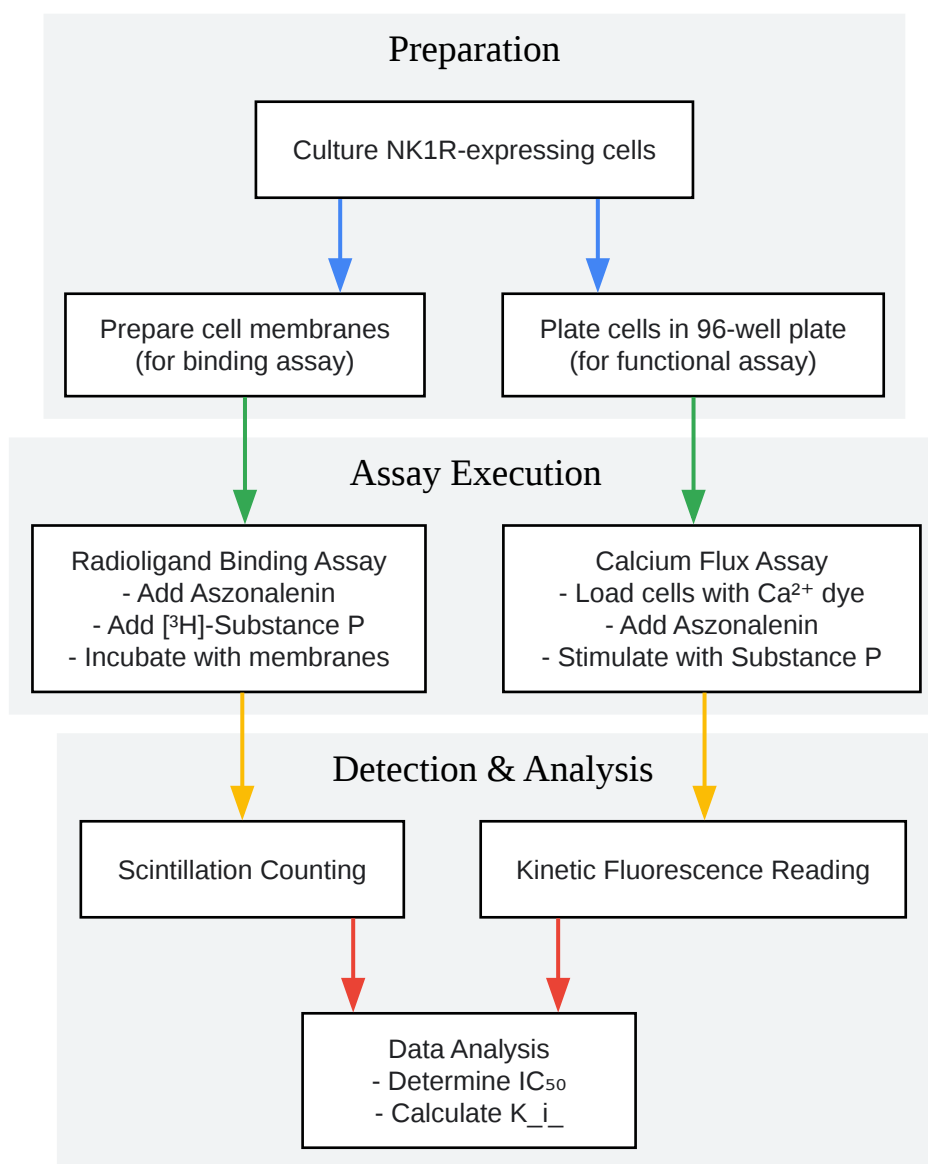 Preparation
Culture NK1R-expressing cells
Prepare cell membranes
(for binding assay)
Plate cells in 96-well plate
(for functional assay)
Assay Execution
Radioligand Binding Assay
- Add Aszonalenin
- Add [³H]-Substance P
- Incubate with membranes
Calcium Flux Assay
- Load cells with Ca²⁺ dye
- Add Aszonalenin
- Stimulate with Substance P
Detection & Analysis
Scintillation Counting
Kinetic Fluorescence Reading
Data Analysis
- Determine IC₅₀
- Calculate K_i_